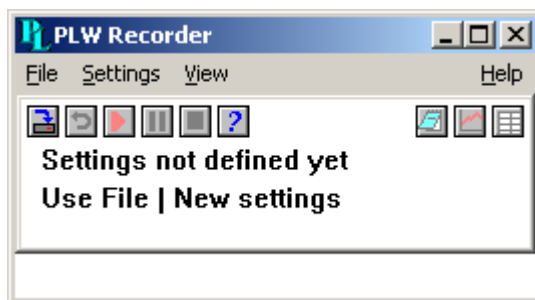 PLW Recorder
File Settings View Help
?
Settings not defined yet
Use File | New settings